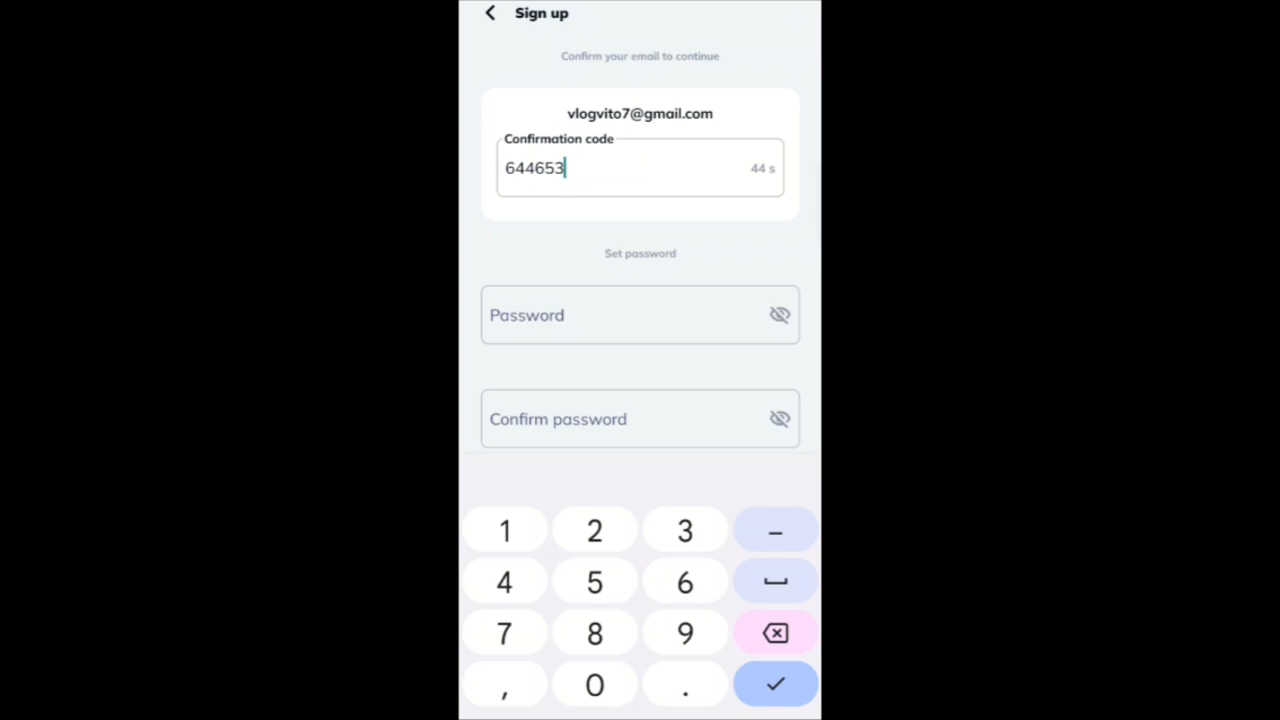 Sign up
Confirm your email to continue
vlogvito7@gmail.com
Confirmation code
644653 44 s
Set password
Password
Confirm password
1 2 3 –
4 5 6
7 8 9
, 0 .